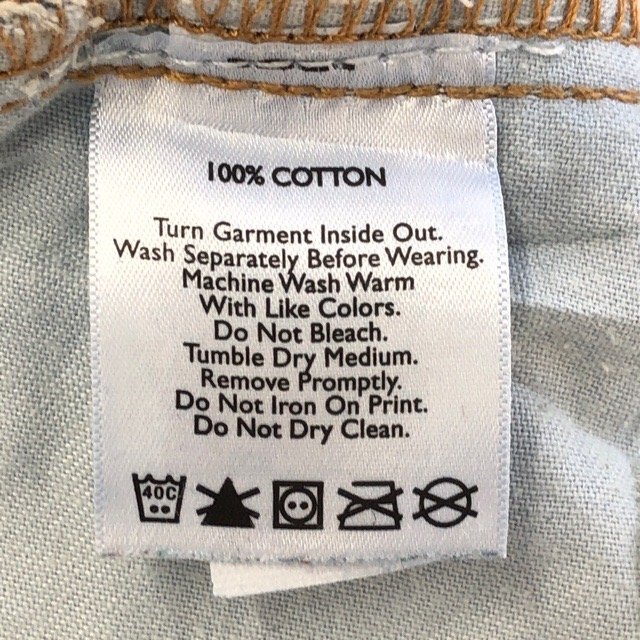 100% COTTON
Turn Garment Inside Out.
Wash Separately Before Wearing.
Machine Wash Warm
With Like Colors.
Do Not Bleach.
Tumble Dry Medium.
Remove Promptly.
Do Not Iron On Print.
Do Not Dry Clean.
40C